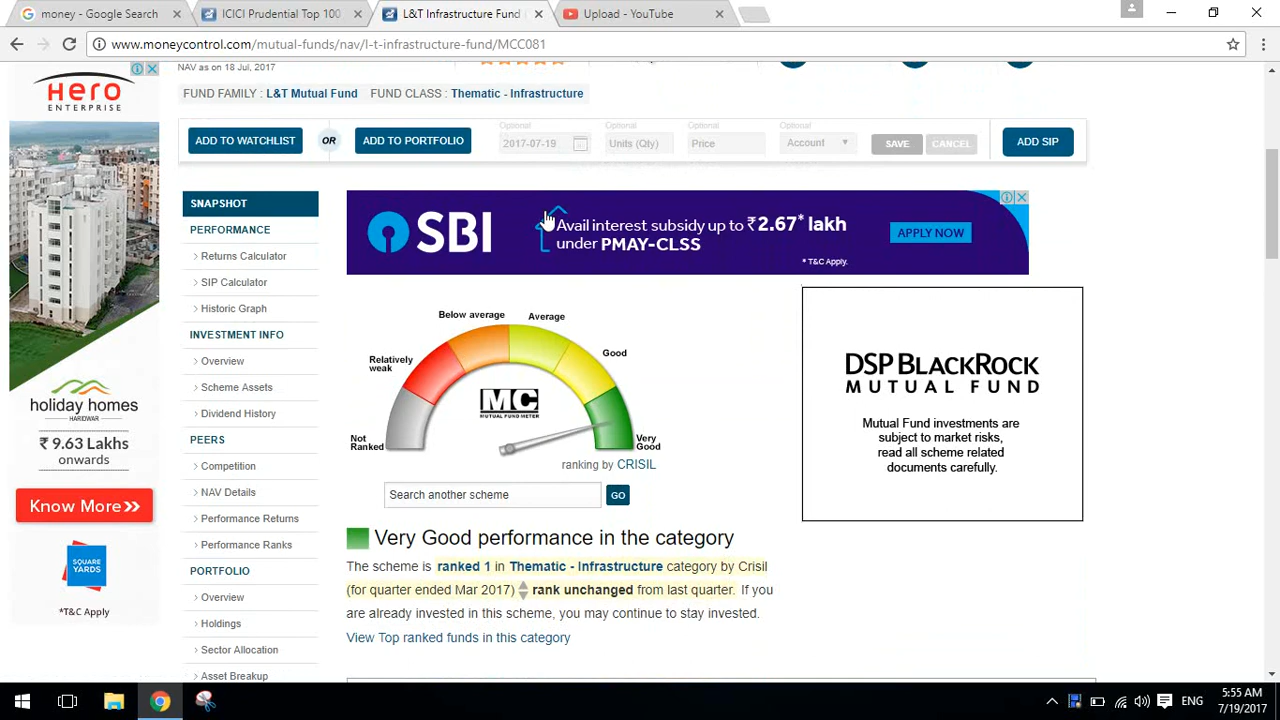 money - Google Search
ICICI Prudential Top 100
L&T Infrastructure Fund
Upload - YouTube
www.moneycontrol.com/mutual-funds/nav/l-t-infrastructure-fund/MCC081
NAV as on 18 Jul, 2017
FUND FAMILY : L&T Mutual Fund FUND CLASS : Thematic - Infrastructure
ADD TO WATCHLIST OR ADD TO PORTFOLIO
Optional Optional Optional Optional
2017-07-19 Units (Qty) Price Account SAVE CANCEL ADD SIP
Hero
ENTERPRISE
holiday homes
HARIDWAR
₹ 9.63 Lakhs
onwards
Know More >>
SQUARE
YARDS
*T&C Apply
SNAPSHOT
PERFORMANCE
Returns Calculator
SIP Calculator
Historic Graph
INVESTMENT INFO
Overview
Scheme Assets
Dividend History
PEERS
Competition
NAV Details
Performance Returns
Performance Ranks
PORTFOLIO
Overview
Holdings
Sector Allocation
Asset Breakup
SBI
Avail interest subsidy up to ₹2.67* lakh
under PMAY-CLSS
APPLY NOW
* T&C Apply.
Below average
Average
Relatively
weak
Good
Not
Ranked
Very
Good
MC
MUTUAL FUND METER
ranking by CRISIL
Search another scheme GO
Very Good performance in the category
The scheme is ranked 1 in Thematic - Infrastructure category by Crisil
(for quarter ended Mar 2017) rank unchanged from last quarter. If you
are already invested in this scheme, you may continue to stay invested.
View Top ranked funds in this category
DSP BLACKROCK
MUTUAL FUND
Mutual Fund investments are
subject to market risks,
read all scheme related
documents carefully.
ENG
5:55 AM
7/19/2017